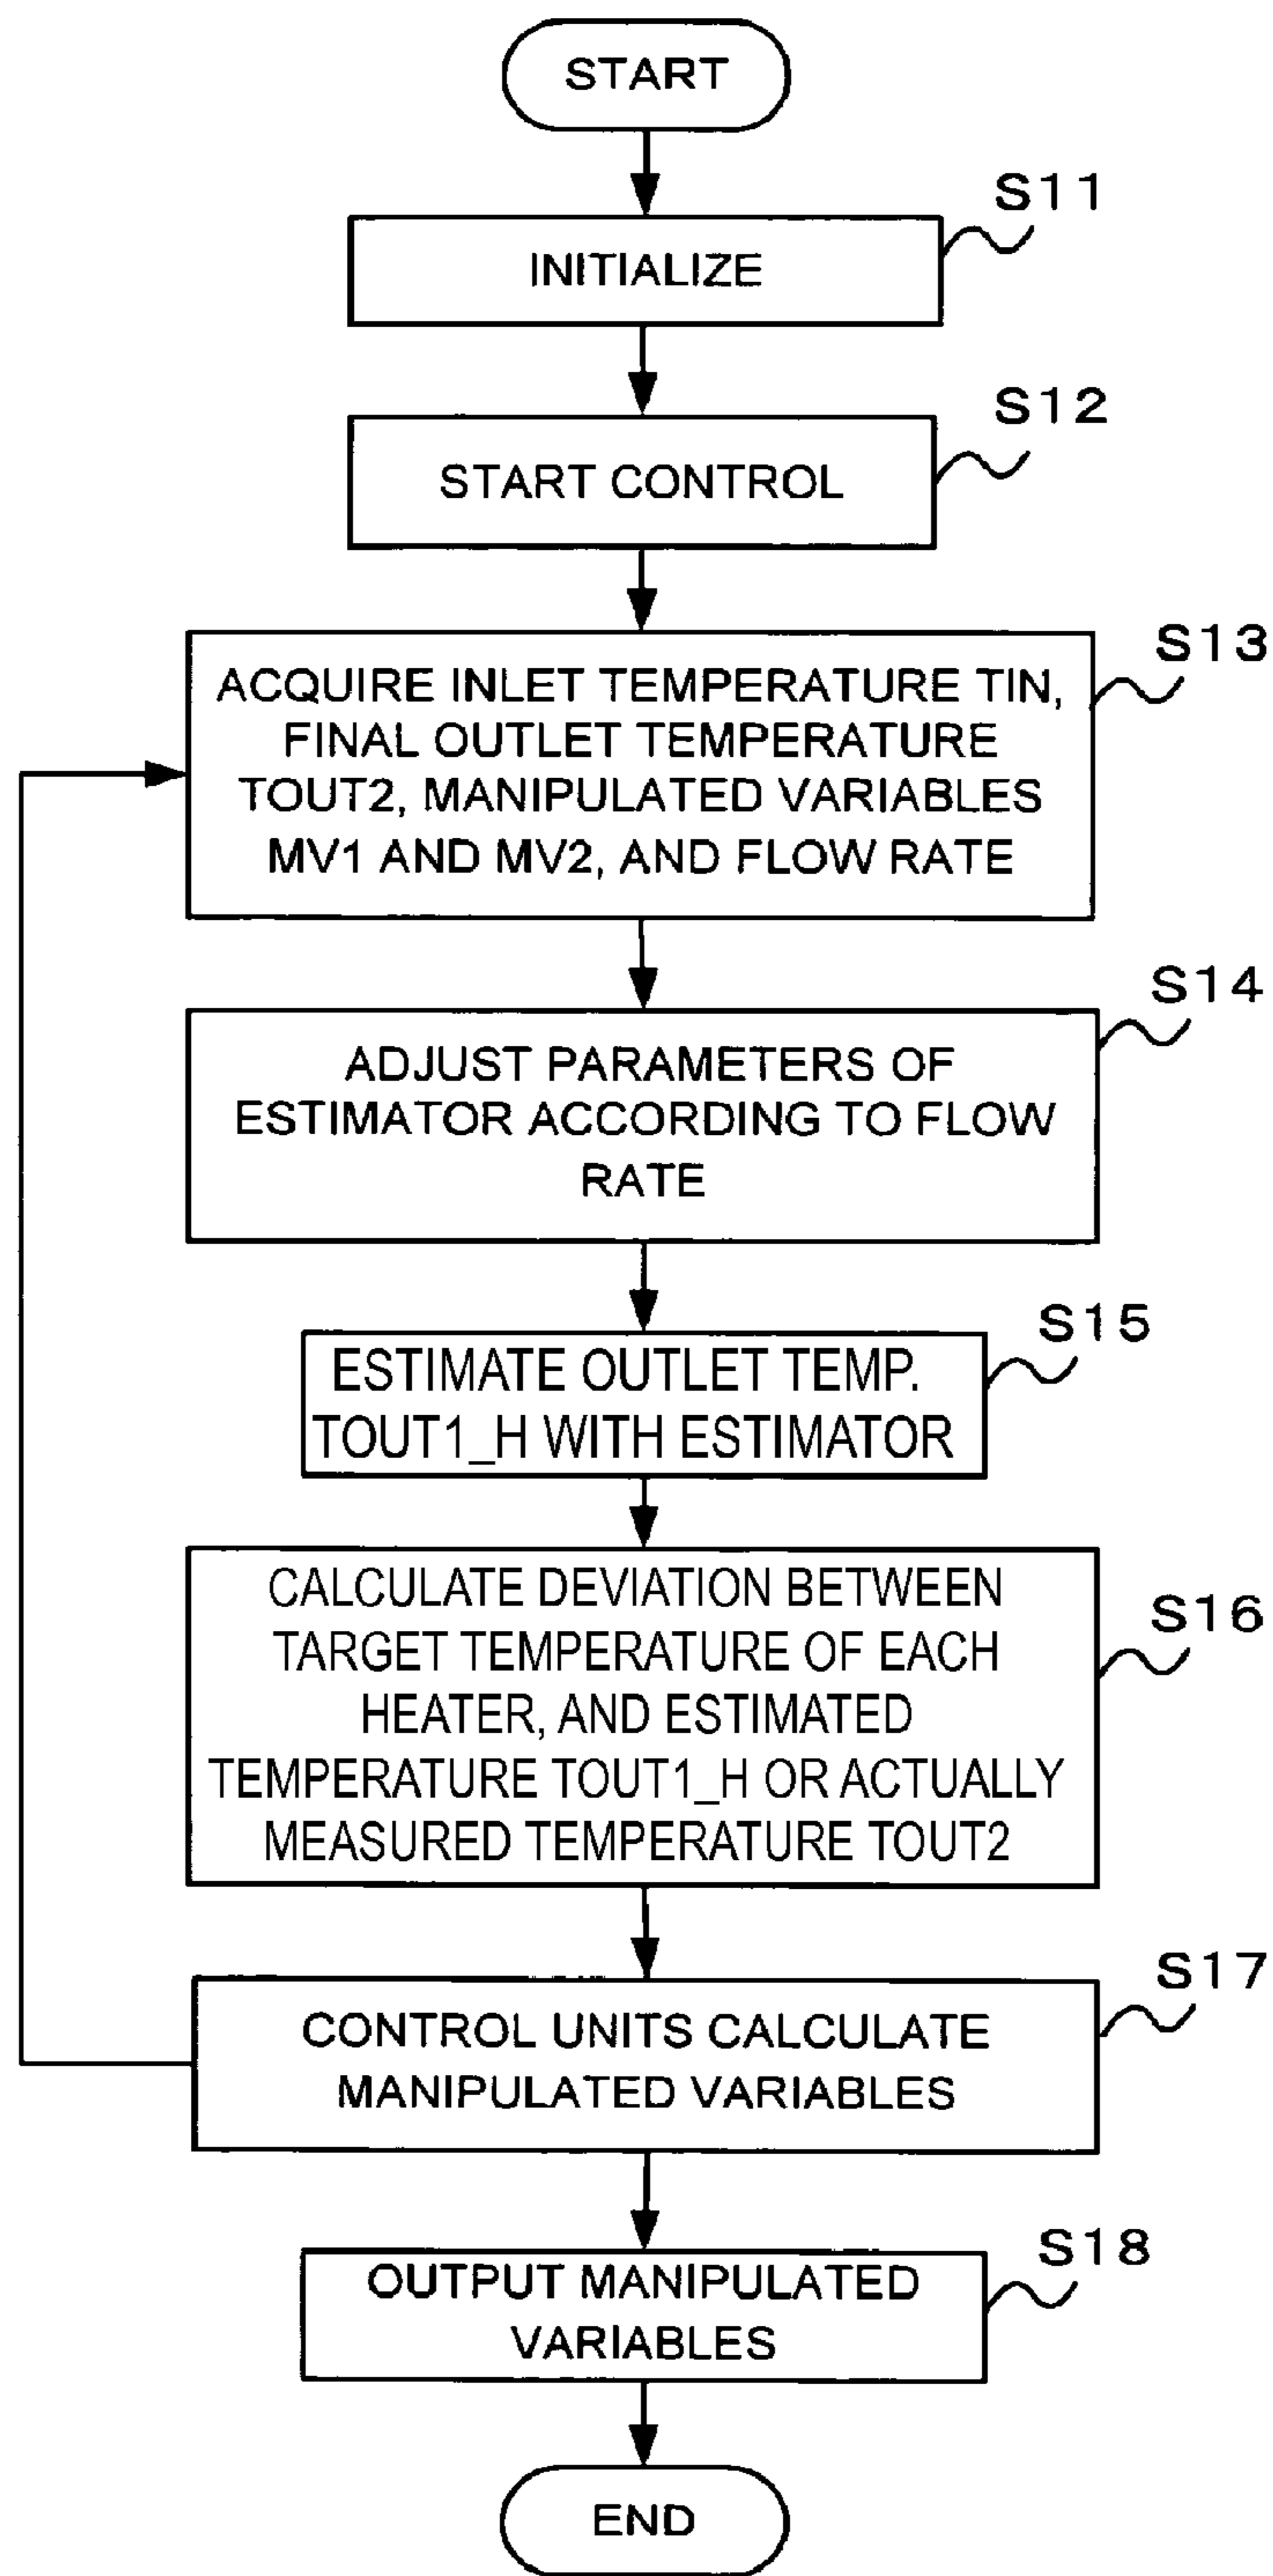 START
S11
INITIALIZE
S12
START CONTROL
S13
ACQUIRE INLET TEMPERATURE TIN,
FINAL OUTLET TEMPERATURE
TOUT2, MANIPULATED VARIABLES
MV1 AND MV2, AND FLOW RATE
S14
ADJUST PARAMETERS OF
ESTIMATOR ACCORDING TO FLOW
RATE
S15
ESTIMATE OUTLET TEMP.
TOUT1_H WITH ESTIMATOR
S16
CALCULATE DEVIATION BETWEEN
TARGET TEMPERATURE OF EACH
HEATER, AND ESTIMATED
TEMPERATURE TOUT1_H OR ACTUALLY
MEASURED TEMPERATURE TOUT2
S17
CONTROL UNITS CALCULATE
MANIPULATED VARIABLES
S18
OUTPUT MANIPULATED
VARIABLES
END